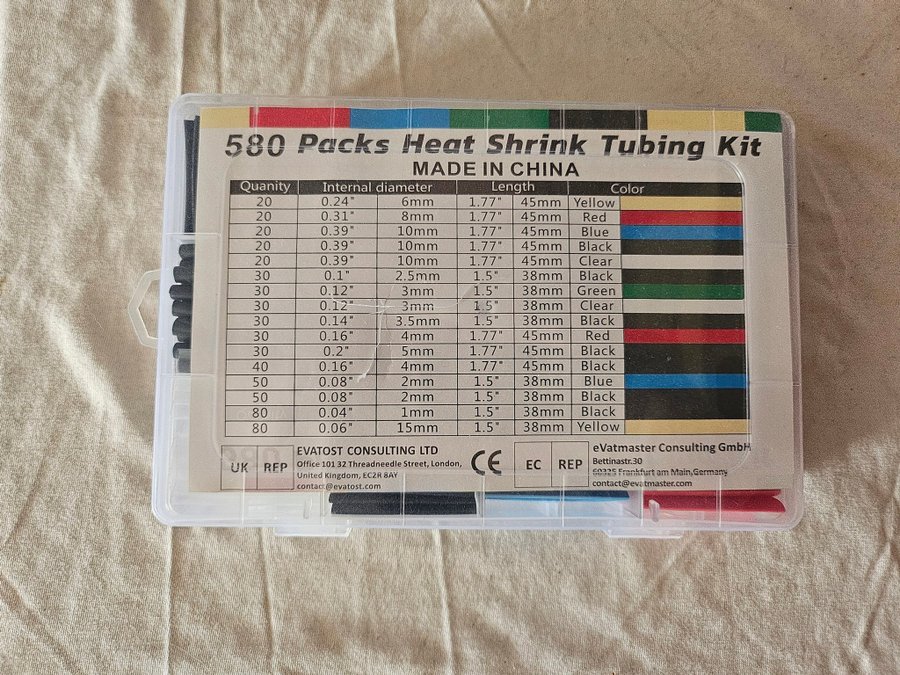 580 Packs Heat Shrink Tubing Kit
MADE IN CHINA
Quanity Internal diameter Length Color
20 0.24" 6mm 1.77" 45mm Yellow
20 0.31" 8mm 1.77" 45mm Red
20 0.39" 10mm 1.77" 45mm Blue
20 0.39" 10mm 1.77" 45mm Black
20 0.39" 10mm 1.77" 45mm Clear
30 0.1" 2.5mm 1.5" 38mm Black
30 0.12" 3mm 1.5" 38mm Green
30 0.12" 3mm 1.5" 38mm Clear
30 0.14" 3.5mm 1.5" 38mm Black
30 0.16" 4mm 1.77" 45mm Red
30 0.2" 5mm 1.77" 45mm Black
40 0.16" 4mm 1.77" 45mm Black
50 0.08" 2mm 1.5" 38mm Blue
50 0.08" 2mm 1.5" 38mm Black
80 0.04" 1mm 1.5" 38mm Black
80 0.06" 15mm 1.5" 38mm Yellow
UK REP
EVATOST CONSULTING LTD
Office 101 32 Threadneedle Street, London,
United Kingdom, EC2R 8AY
contact@evatost.com
CE
EC REP
eVatmaster Consulting GmbH
Bettinastr.30
60325 Frankfurt am Main,Germany
contact@evatmaster.com